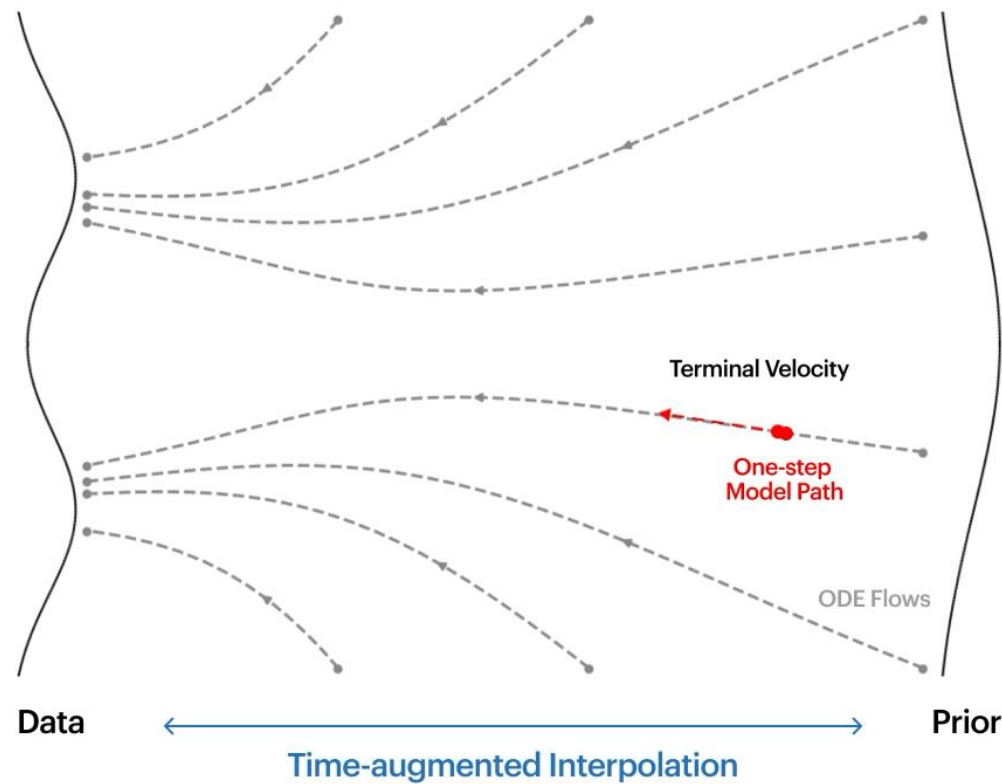 Terminal Velocity
One-step
Model Path
ODE Flows
Data
Prior
Time-augmented Interpolation